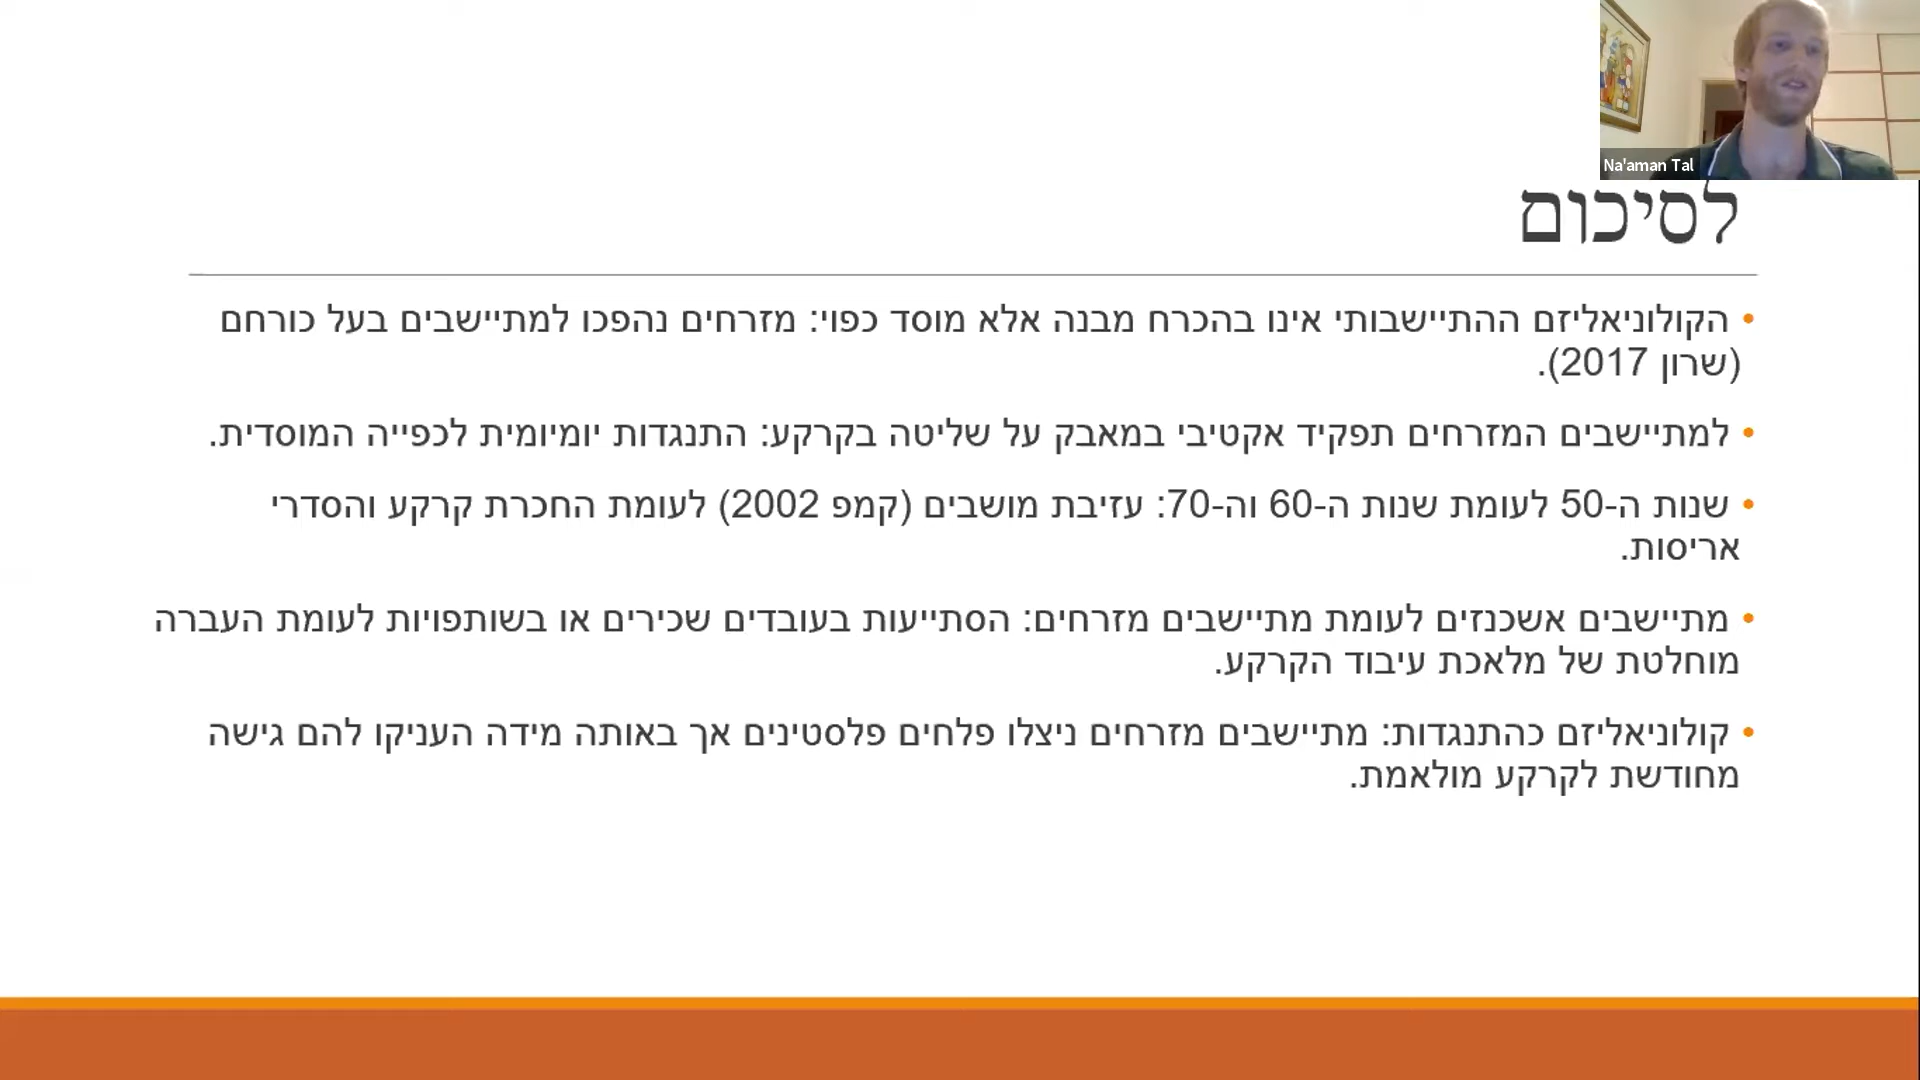 Na'aman Tal
לסיכום
• הקולוניאליזם ההתיישבותי אינו בהכרח מבנה אלא מוסד כפוי: מזרחים נהפכו למתיישבים בעל כורחם
(שרון 2017).
• למתיישבים המזרחים תפקיד אקטיבי במאבק על שליטה בקרקע: התנגדות יומיומית לכפייה המוסדית.
• שנות ה-50 לעומת שנות ה-60 וה-70: עזיבת מושבים (קמפ 2002) לעומת החכרת קרקע והסדרי
אריסות.
• מתיישבים אשכנזים לעומת מתיישבים מזרחים: הסתייעות בעובדים שכירים או בשותפויות לעומת העברה
מוחלטת של מלאכת עיבוד הקרקע.
• קולוניאליזם כהתנגדות: מתיישבים מזרחים ניצלו פלחים פלסטינים אך באותה מידה העניקו להם גישה
מחודשת לקרקע מולאמת.